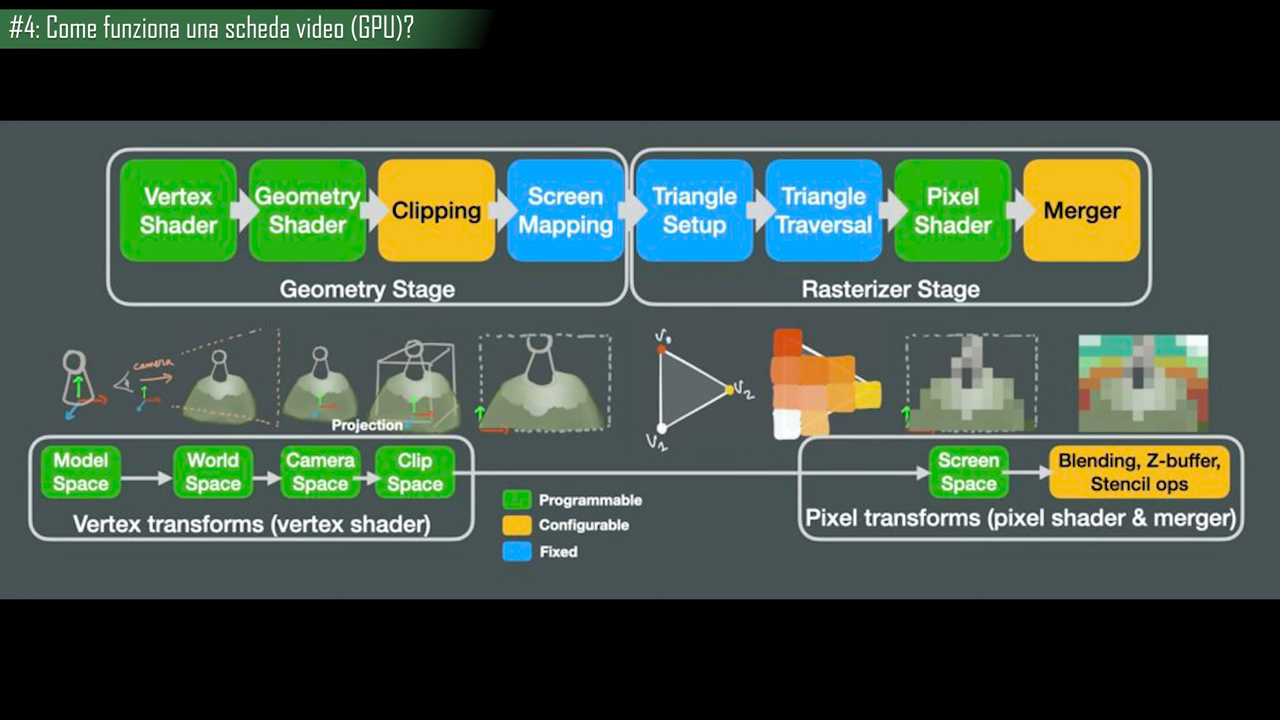 #4: Come funziona una scheda video (GPU)?
Vertex
Shader
Geometry
Shader
Clipping
Screen
Mapping
Triangle
Setup
Triangle
Traversal
Pixel
Shader
Merger
Geometry Stage
Rasterizer Stage
camera
Projection
V₀
V₂
V₁
Model
Space
World
Space
Camera
Space
Clip
Space
Vertex transforms (vertex shader)
Programmable
Configurable
Fixed
Screen
Space
Blending, Z-buffer,
Stencil ops
Pixel transforms (pixel shader & merger)